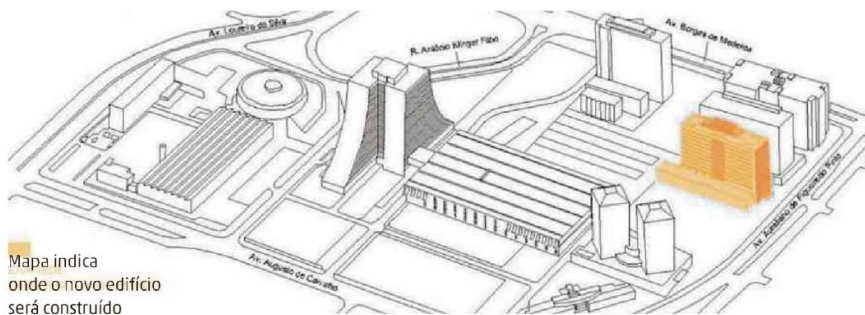 Av. Loureiro da Silva
R. Antônio Klinger Filho
Av. Borges de Medeiros
Av. Aureliano de Figueiredo Pinto
Av. Augusto de Carvalho
Mapa indica
onde o novo edifício
será construído